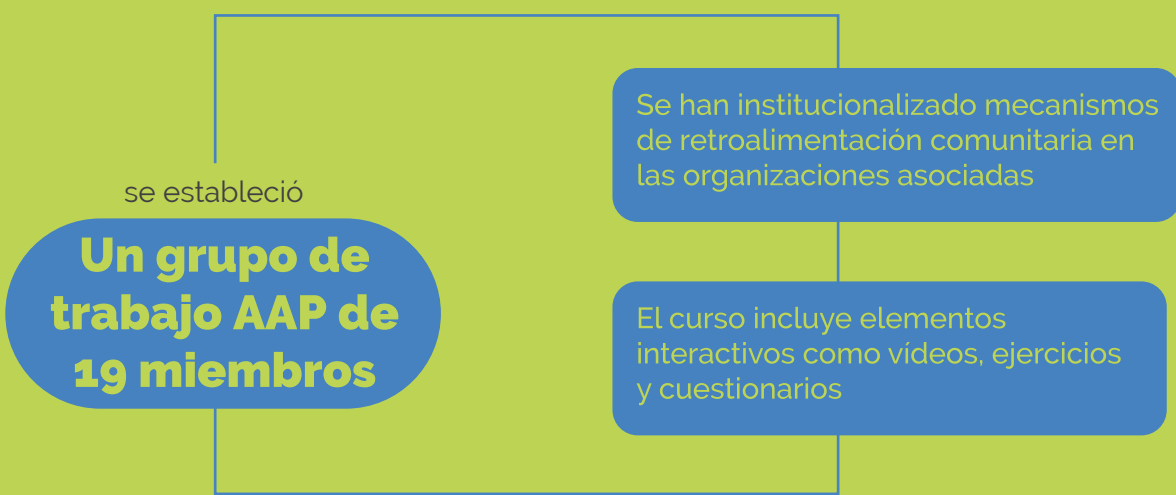 se estableció
Un grupo de
trabajo AAP de
19 miembros
Se han institucionalizado mecanismos
de retroalimentación comunitaria en
las organizaciones asociadas
El curso incluye elementos
interactivos como vídeos, ejercicios
y cuestionarios